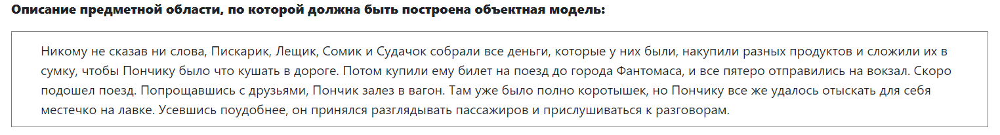 Описание предметной области, по которой должна быть построена объектная модель:
Никому не сказав ни слова, Пискарик, Лещик, Сомик и Судачок собрали все деньги, которые у них были, накупили разных продуктов и сложили их в
сумку, чтобы Пончику было что кушать в дороге. Потом купили ему билет на поезд до города Фантомаса, и все пятеро отправились на вокзал. Скоро
подошел поезд. Попрощавшись с друзьями, Пончик залез в вагон. Там уже было полно коротышек, но Пончику все же удалось отыскать для себя
местечко на лавке. Усевшись поудобнее, он принялся разглядывать пассажиров и прислушиваться к разговорам.